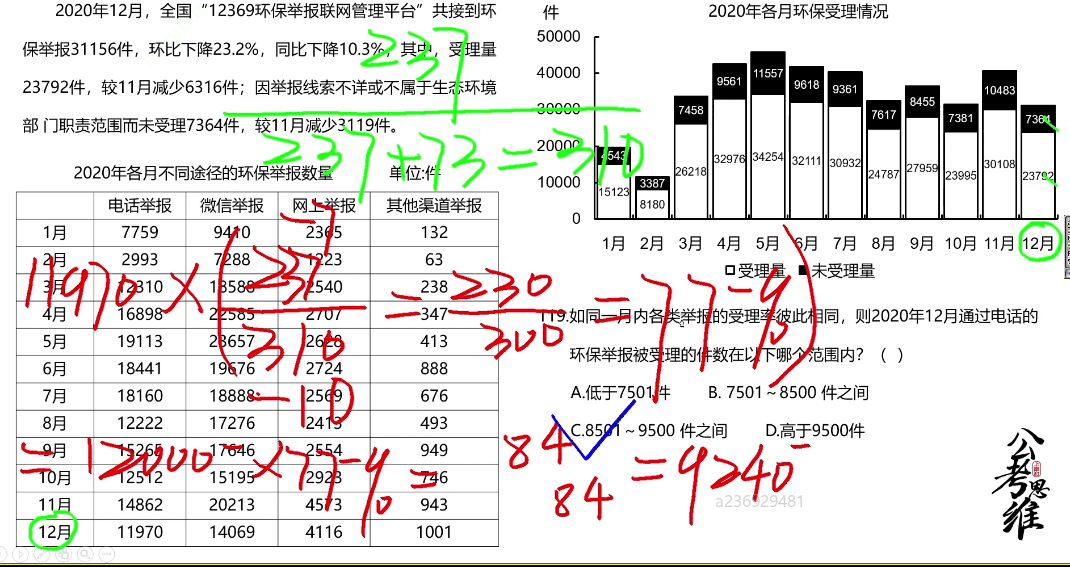 2020年12月，全国“12369环保举报联网管理平台”共接到环
保举报31156件，环比下降23.2%，同比下降10.3%，其中，受理量
23792件，较11月减少6316件；因举报线索不详或不属于生态环境
部 门职责范围而未受理7364件，较11月减少3119件。
237
237+73=310
2020年各月不同途径的环保举报数量 单位:件
电话举报 微信举报 网上举报 其他渠道举报
1月 7759 9410 2365 132
2月 2993 7288 1223 63
3月 12310 13588 2540 238
4月 16898 22585 2707 347
5月 19113 23657 2628 413
6月 18441 19676 2724 888
7月 18160 18888 2569 676
8月 12222 17276 2413 493
9月 15265 17646 2554 949
10月 12512 15195 2923 746
11月 14862 20213 4573 943
12月 11970 14069 4116 1001
件 2020年各月环保受理情况
50000
40000
30000
20000
10000
0
2543 3387 7458 9561 11557 9618 9361 7617 8455 7381 10483 7364
15123 8180 26218 32976 34254 32111 30932 24787 27959 23995 30108 23792
1月 2月 3月 4月 5月 6月 7月 8月 9月 10月 11月 12月
受理量 未受理量
119.如同一月内各类举报的受理率彼此相同，则2020年12月通过电话的
环保举报被受理的件数在以下哪个范围内？（ ）
A.低于7501件 B. 7501～8500 件之间
C.8501～9500 件之间 D.高于9500件
-7
11970×(237/310)=230/300=77-%
-10
=12000-×77-%=
84
84
=9240-
a236929481
公考思维